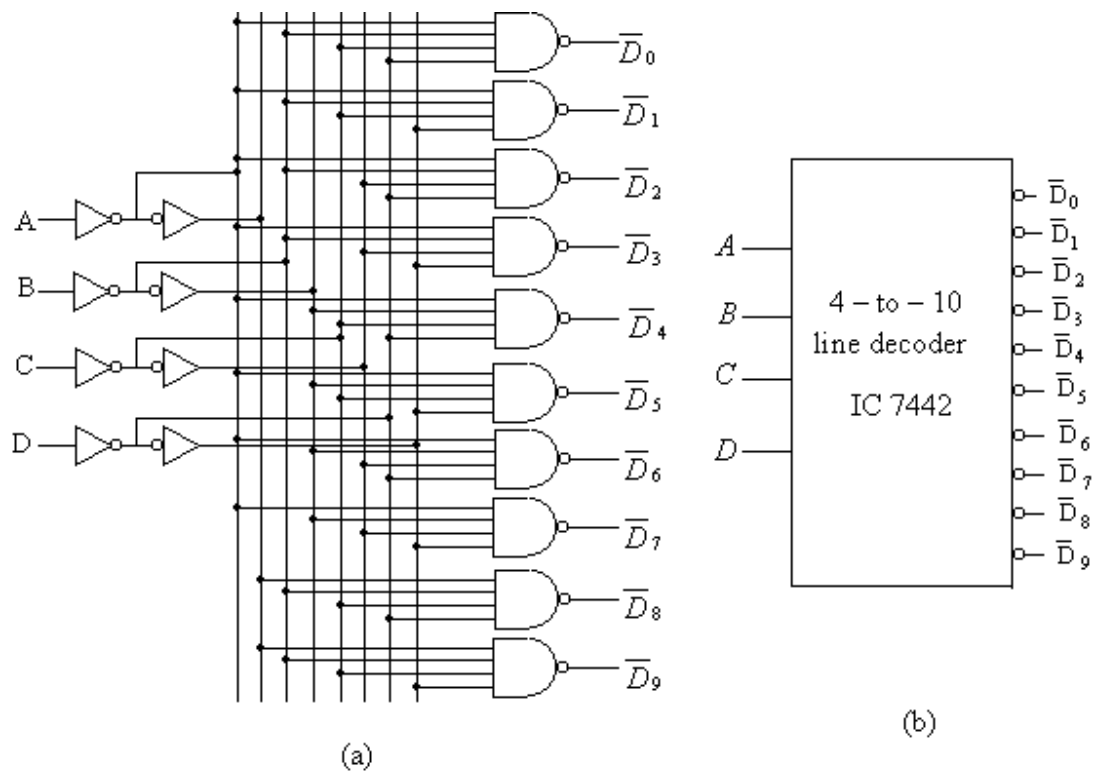 D̅₀
D̅₁
D̅₂
D̅₃
D̅₄
D̅₅
D̅₆
D̅₇
D̅₈
D̅₉
A
B
C
D
(a)
A
B
C
D
4 – to – 10
line decoder
IC 7442
D̅₀
D̅₁
D̅₂
D̅₃
D̅₄
D̅₅
D̅₆
D̅₇
D̅₈
D̅₉
(b)